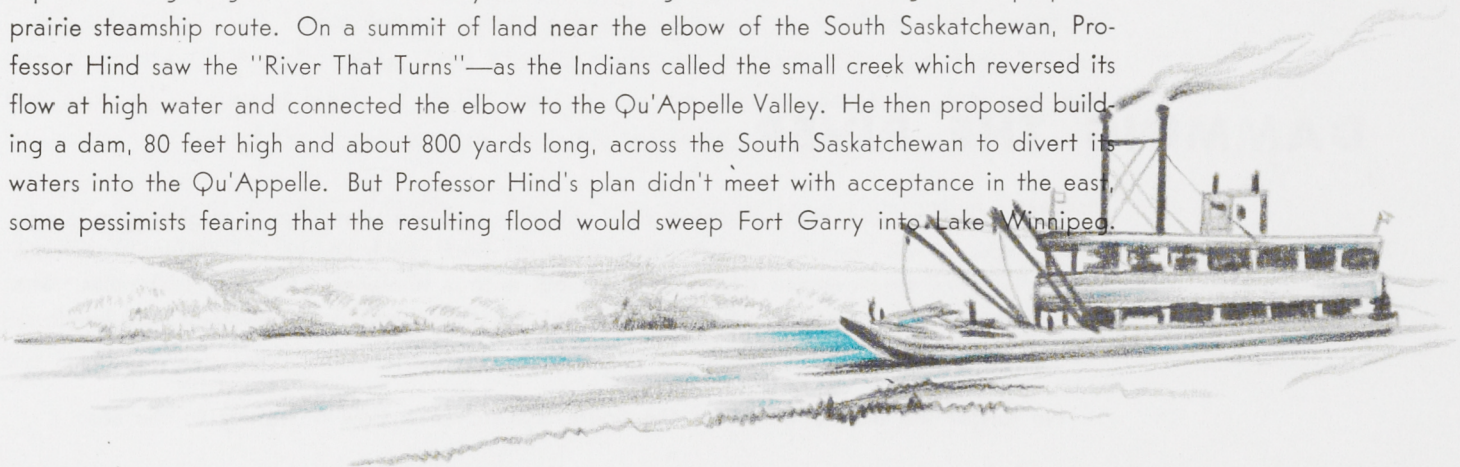 prairie steamship route. On a summit of land near the elbow of the South Saskatchewan, Pro-
fessor Hind saw the "River That Turns"—as the Indians called the small creek which reversed its
flow at high water and connected the elbow to the Qu'Appelle Valley. He then proposed build-
ing a dam, 80 feet high and about 800 yards long, across the South Saskatchewan to divert its
waters into the Qu'Appelle. But Professor Hind's plan didn't meet with acceptance in the east,
some pessimists fearing that the resulting flood would sweep Fort Garry into Lake Winnipeg.